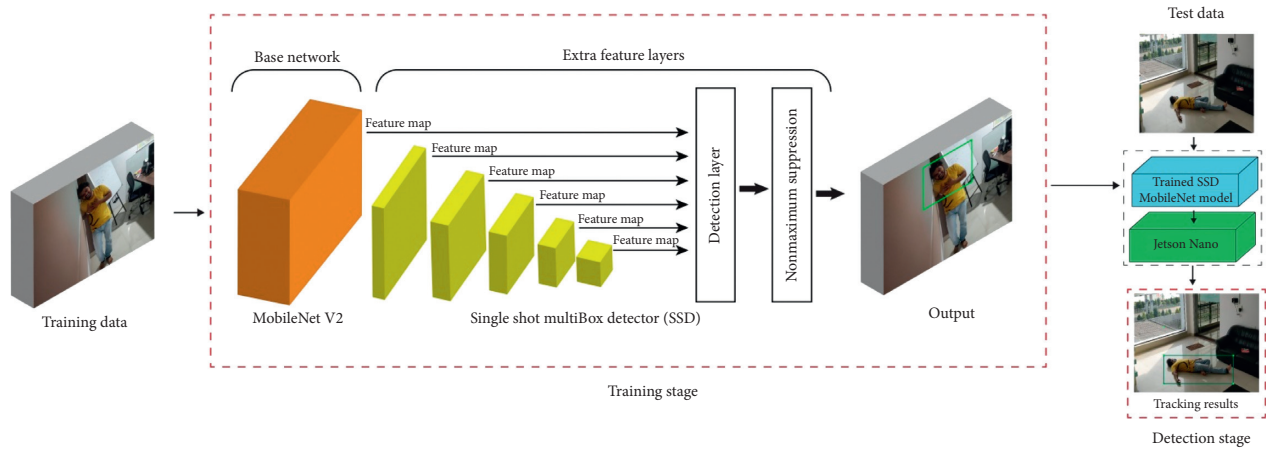 Test data
Base network
Extra feature layers
Feature map
Feature map
Feature map
Feature map
Feature map
Feature map
Detection layer
Nonmaximum suppression
Trained SSD
MobileNet model
Jetson Nano
Training data
MobileNet V2
Single shot multiBox detector (SSD)
Output
Training stage
Tracking results
Detection stage